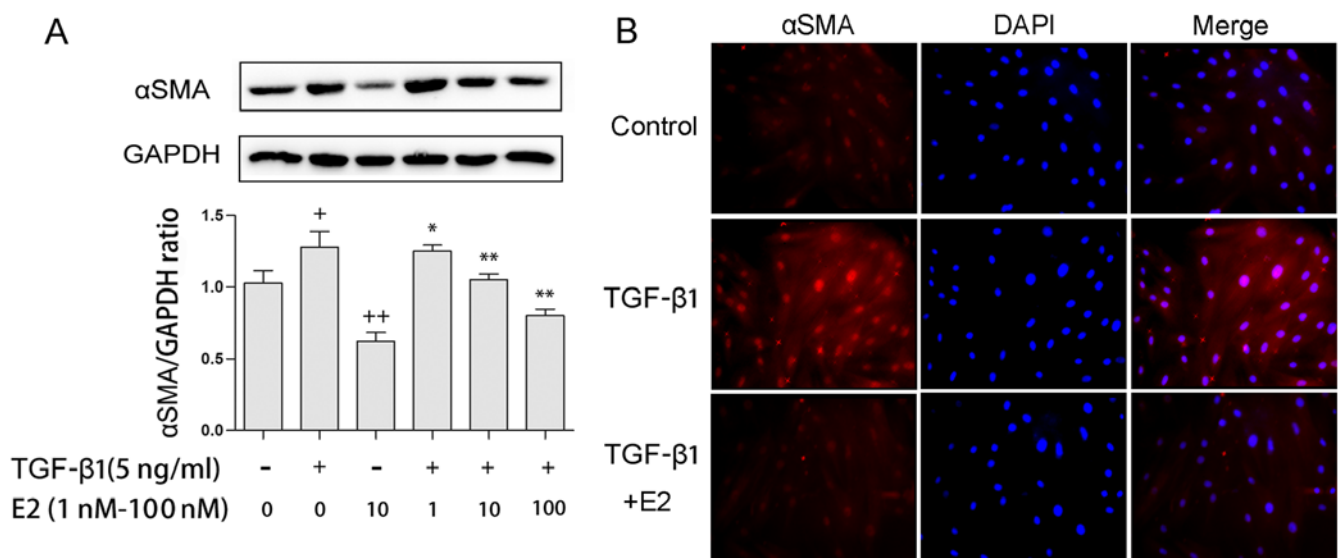 A
αSMA
GAPDH
αSMA/GAPDH ratio
1.5
1.0
0.5
0.0
+
++
*
**
**
TGF-β1(5 ng/ml) - + - + + +
E2 (1 nM-100 nM) 0 0 10 1 10 100
B
αSMA DAPI Merge
Control
TGF-β1
TGF-β1
+E2